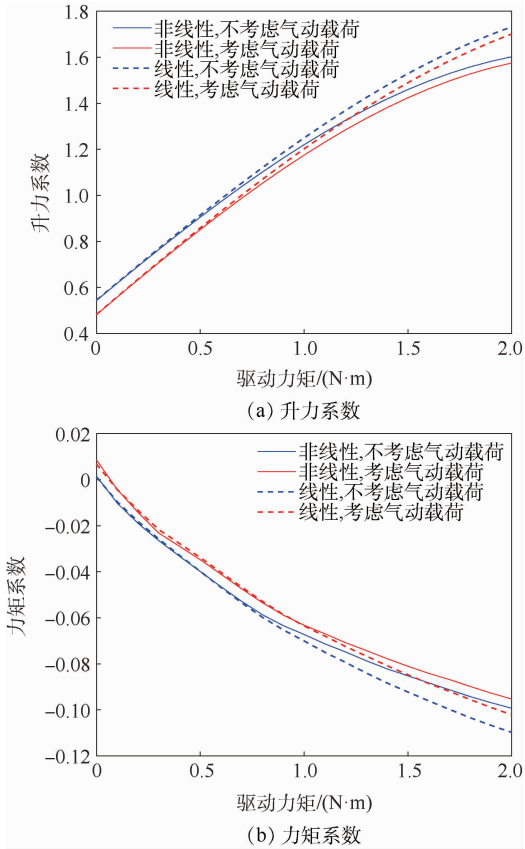 1.8
非线性,不考虑气动载荷
非线性,考虑气动载荷
线性,不考虑气动载荷
线性,考虑气动载荷
1.6
1.4
1.2
1.0
0.8
0.6
0.4
升力系数
0
0.5
1.0
1.5
2.0
驱动力矩/(N·m)
(a) 升力系数
0.02
非线性,不考虑气动载荷
非线性,考虑气动载荷
线性,不考虑气动载荷
线性,考虑气动载荷
0
−0.02
−0.04
−0.06
−0.08
−0.10
−0.12
力矩系数
0
0.5
1.0
1.5
2.0
驱动力矩/(N·m)
(b) 力矩系数